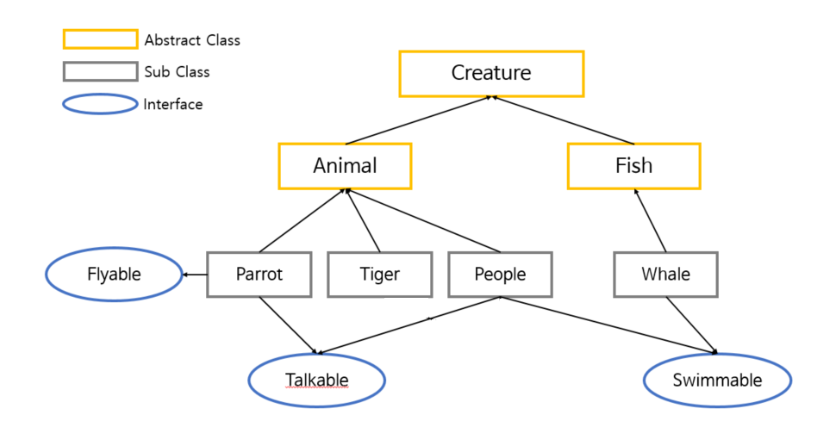 Abstract Class
Sub Class
Interface
Creature
Animal
Fish
Flyable
Parrot
Tiger
People
Whale
Talkable
Swimmable